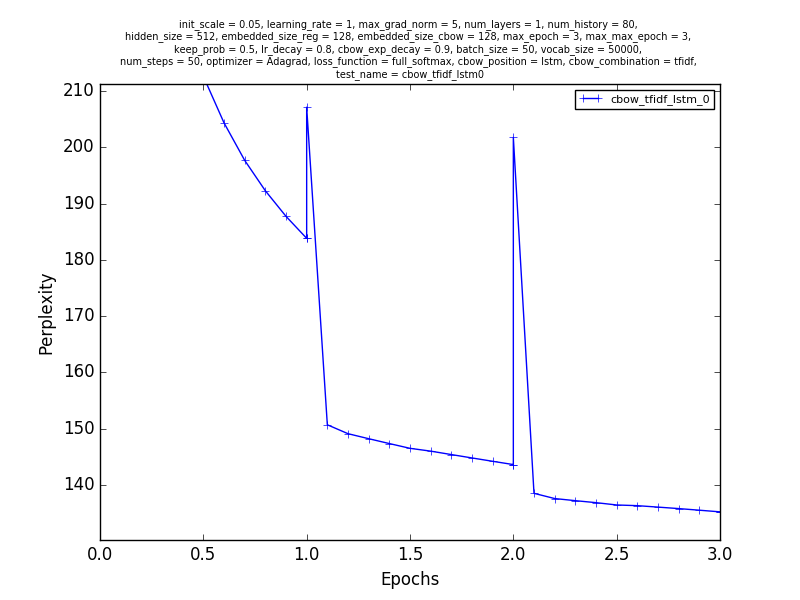 init_scale = 0.05, learning_rate = 1, max_grad_norm = 5, num_layers = 1, num_history = 80,
hidden_size = 512, embedded_size_reg = 128, embedded_size_cbow = 128, max_epoch = 3, max_max_epoch = 3,
keep_prob = 0.5, lr_decay = 0.8, cbow_exp_decay = 0.9, batch_size = 50, vocab_size = 50000,
num_steps = 50, optimizer = Adagrad, loss_function = full_softmax, cbow_position = lstm, cbow_combination = tfidf,
test_name = cbow_tfidf_lstm0
cbow_tfidf_lstm_0
210
200
190
180
170
160
150
140
Perplexity
0.0 0.5 1.0 1.5 2.0 2.5 3.0
Epochs